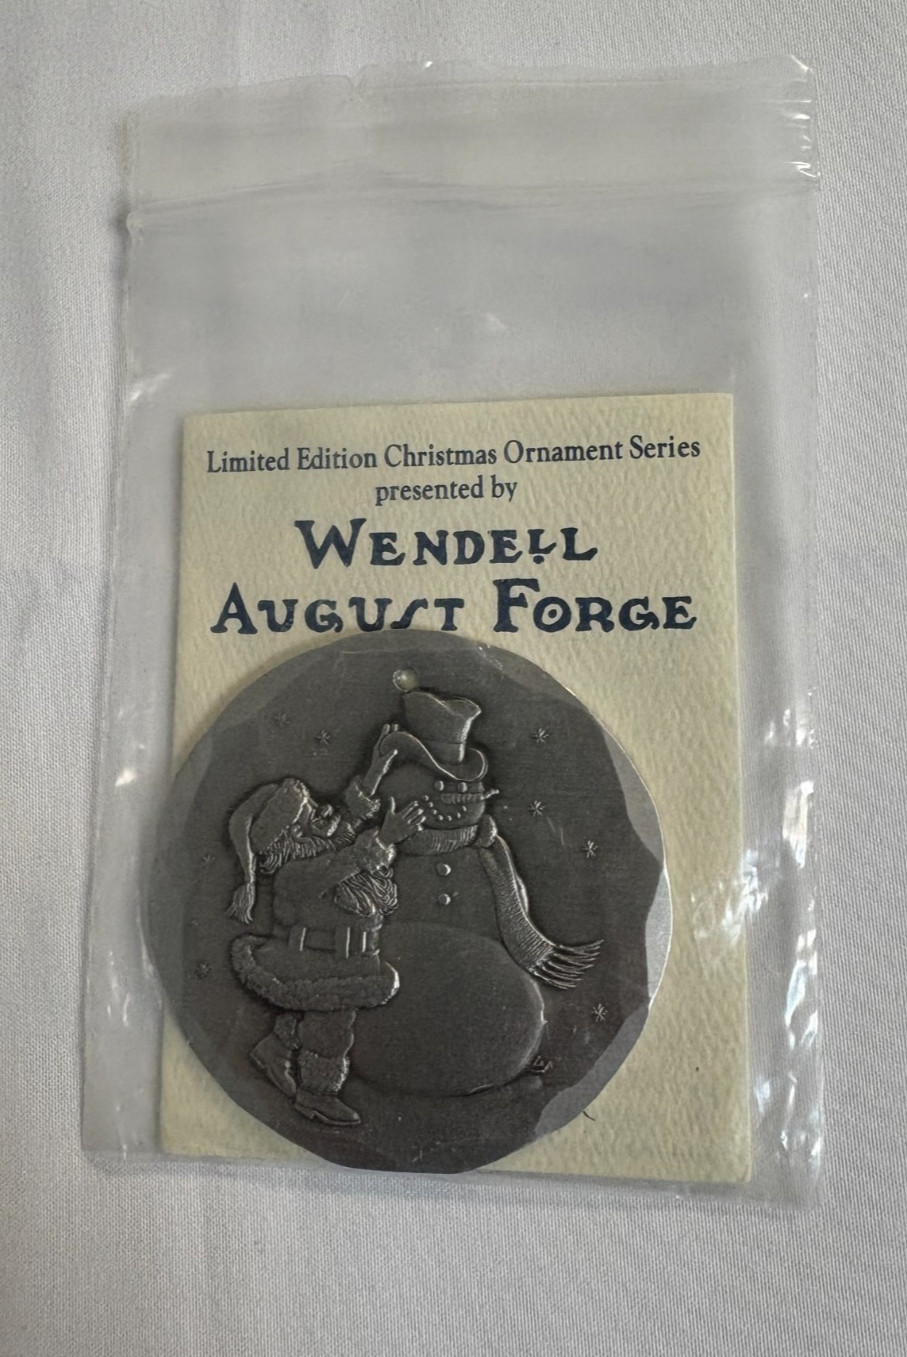 Limited Edition Christmas Ornament Series
presented by
WENDELL
AUGUST FORGE